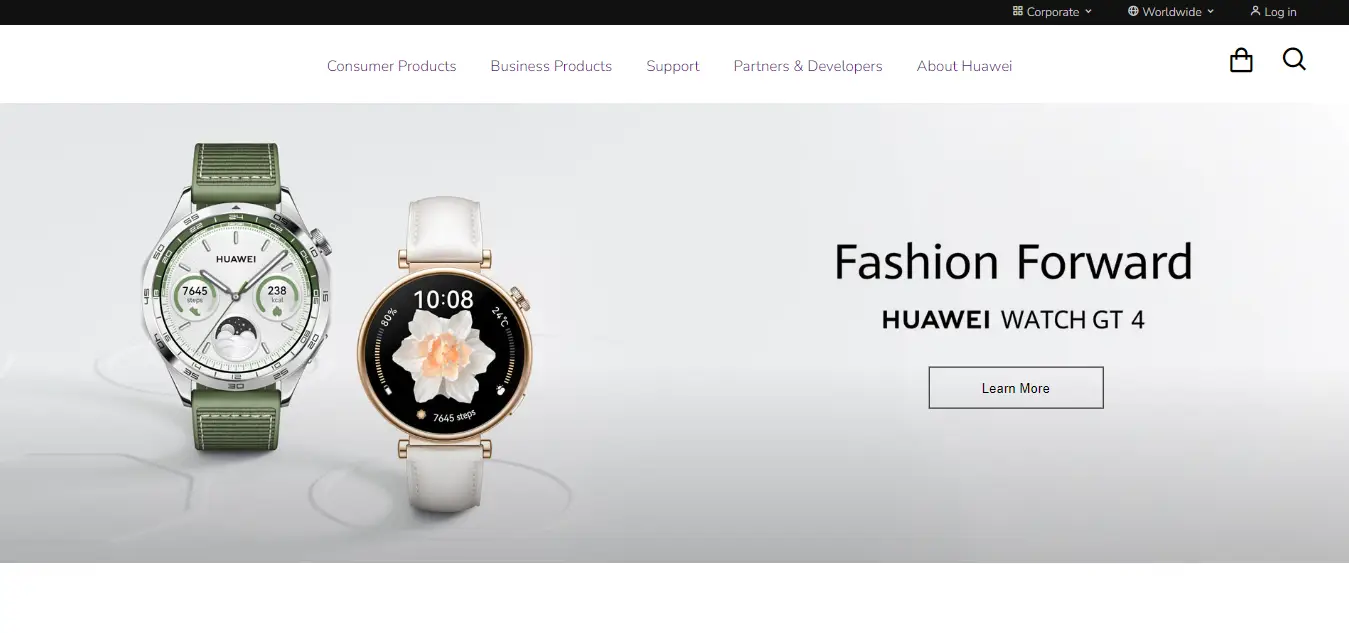 Corporate
Worldwide
Log in
Consumer Products
Business Products
Support
Partners & Developers
About Huawei
HUAWEI
7645
steps
238
kcal
10:08
80%
24°C
7645 steps
Fashion Forward
HUAWEI WATCH GT 4
Learn More